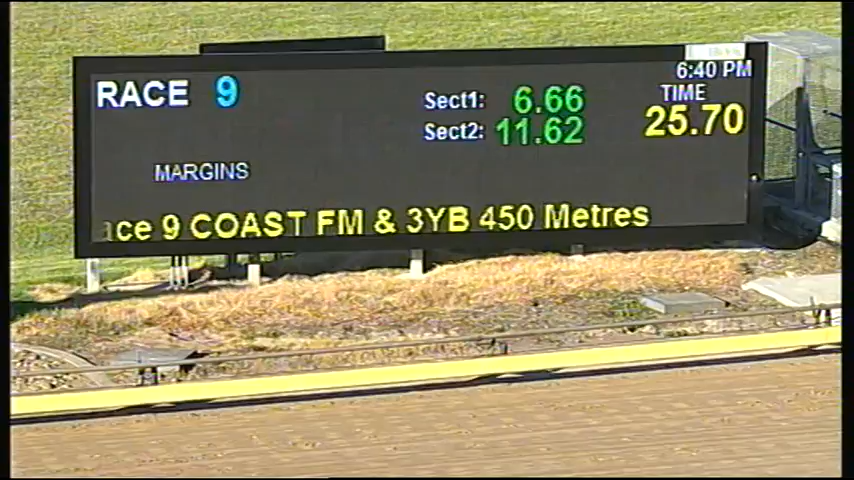 6:40 PM
RACE 9
Sect1: 6.66
TIME
Sect2: 11.62
25.70
MARGINS
ace 9 COAST FM & 3YB 450 Metres